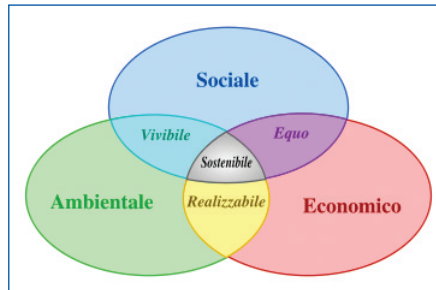 Sociale
Vivibile
Equo
Sostenibile
Ambientale
Realizzabile
Economico